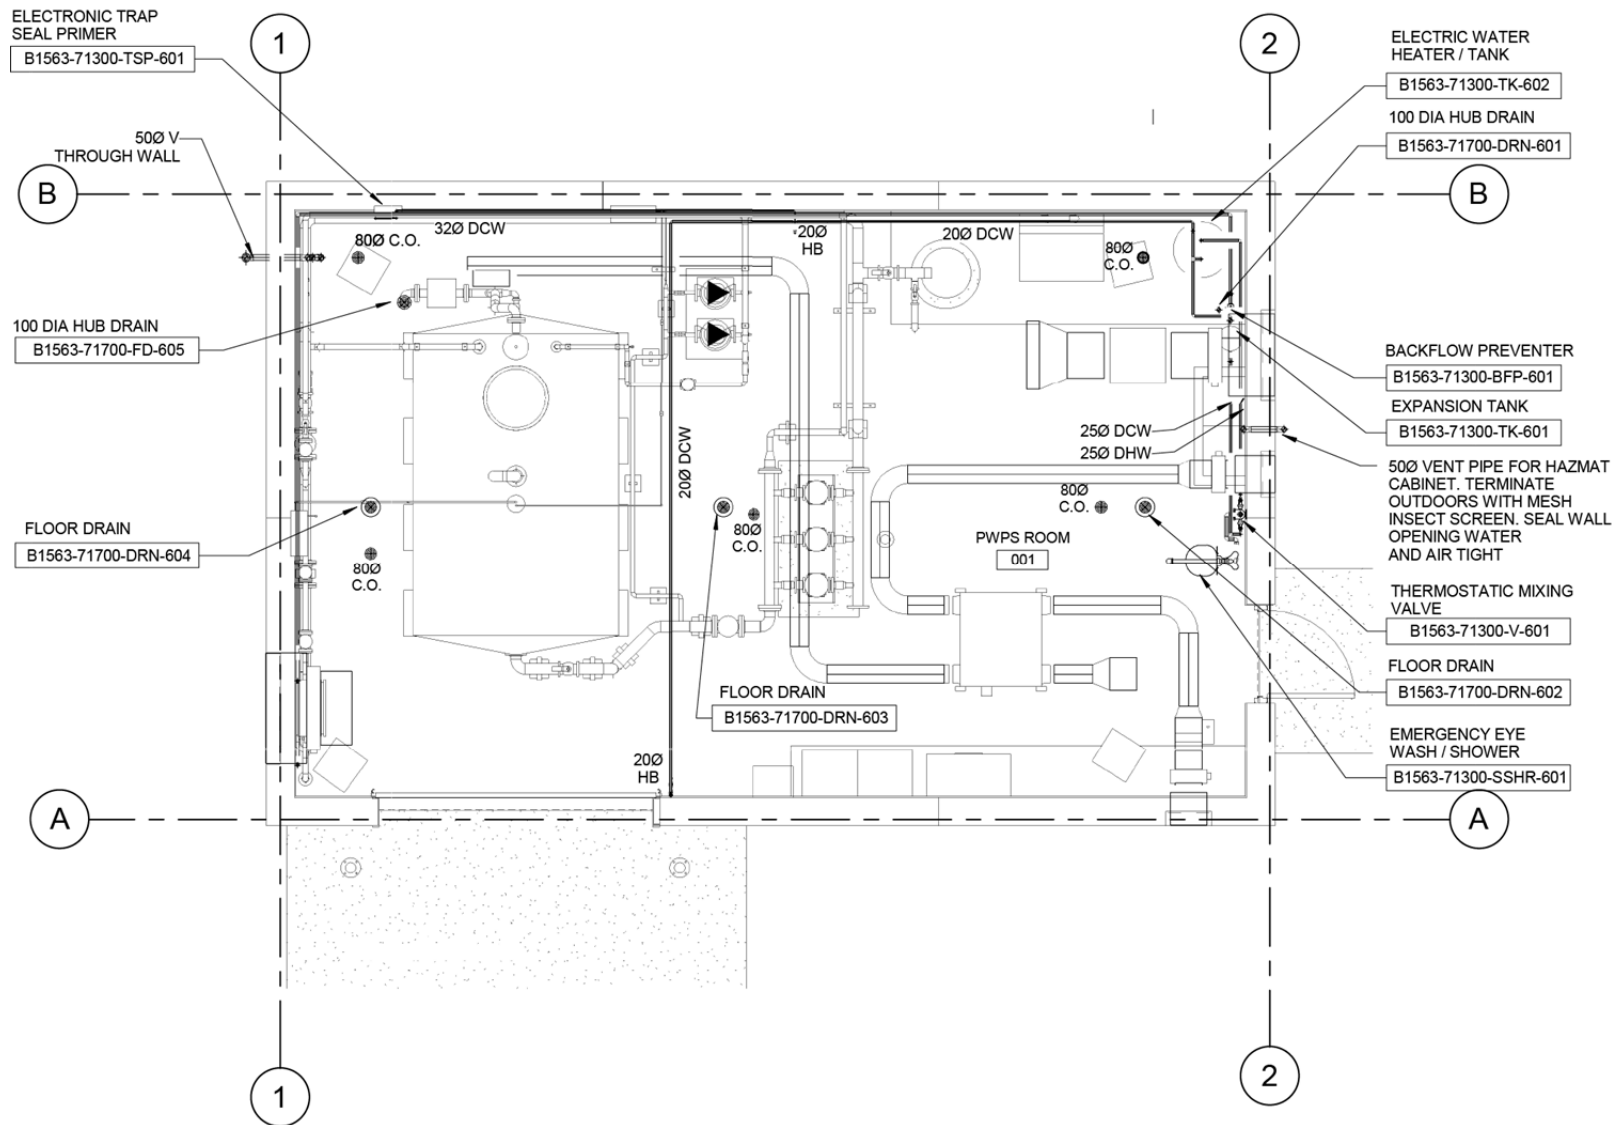 ELECTRONIC TRAP
SEAL PRIMER
B1563-71300-TSP-601
1
2
ELECTRIC WATER
HEATER / TANK
B1563-71300-TK-602
100 DIA HUB DRAIN
B1563-71700-DRN-601
50Ø V
THROUGH WALL
B
B
80Ø C.O.
32Ø DCW
20Ø
HB
20Ø DCW
80Ø
C.O.
100 DIA HUB DRAIN
B1563-71700-FD-605
BACKFLOW PREVENTER
B1563-71300-BFP-601
EXPANSION TANK
B1563-71300-TK-601
25Ø DCW
25Ø DHW
20Ø DCW
50Ø VENT PIPE FOR HAZMAT
CABINET. TERMINATE
OUTDOORS WITH MESH
INSECT SCREEN. SEAL WALL
OPENING WATER
AND AIR TIGHT
FLOOR DRAIN
B1563-71700-DRN-604
80Ø
C.O.
80Ø
C.O.
80Ø
C.O.
PWPS ROOM
001
THERMOSTATIC MIXING
VALVE
B1563-71300-V-601
FLOOR DRAIN
B1563-71700-DRN-602
FLOOR DRAIN
B1563-71700-DRN-603
EMERGENCY EYE
WASH / SHOWER
B1563-71300-SSHR-601
20Ø
HB
A
A
1
2